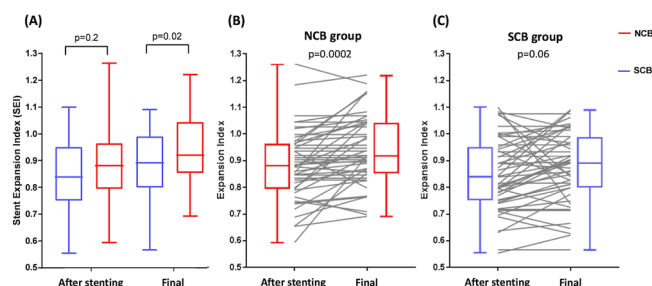 (A)
p=0.2
p=0.02
Stent Expansion Index (SEI)
1.3
1.2
1.1
1.0
0.9
0.8
0.7
0.6
0.5
After stenting
Final
(B)
NCB group
p=0.0002
Expansion Index
1.3
1.2
1.1
1.0
0.9
0.8
0.7
0.6
0.5
After stenting
Final
(C)
SCB group
p=0.06
Expansion Index
1.3
1.2
1.1
1.0
0.9
0.8
0.7
0.6
0.5
After stenting
Final
NCB
SCB